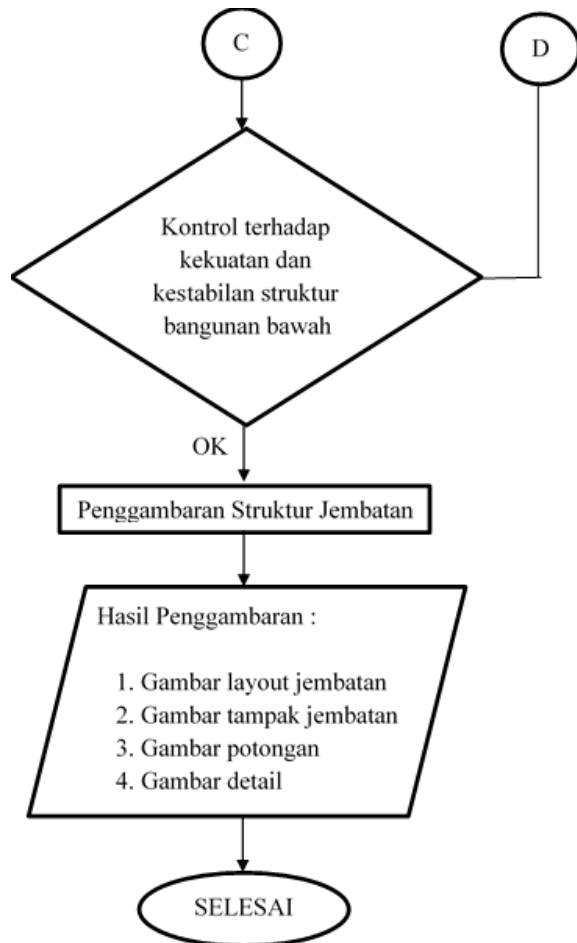 C
D
Kontrol terhadap
kekuatan dan
kestabilan struktur
bangunan bawah
OK
Penggambaran Struktur Jembatan
Hasil Penggambaran :
1. Gambar layout jembatan
2. Gambar tampak jembatan
3. Gambar potongan
4. Gambar detail
SELESAI